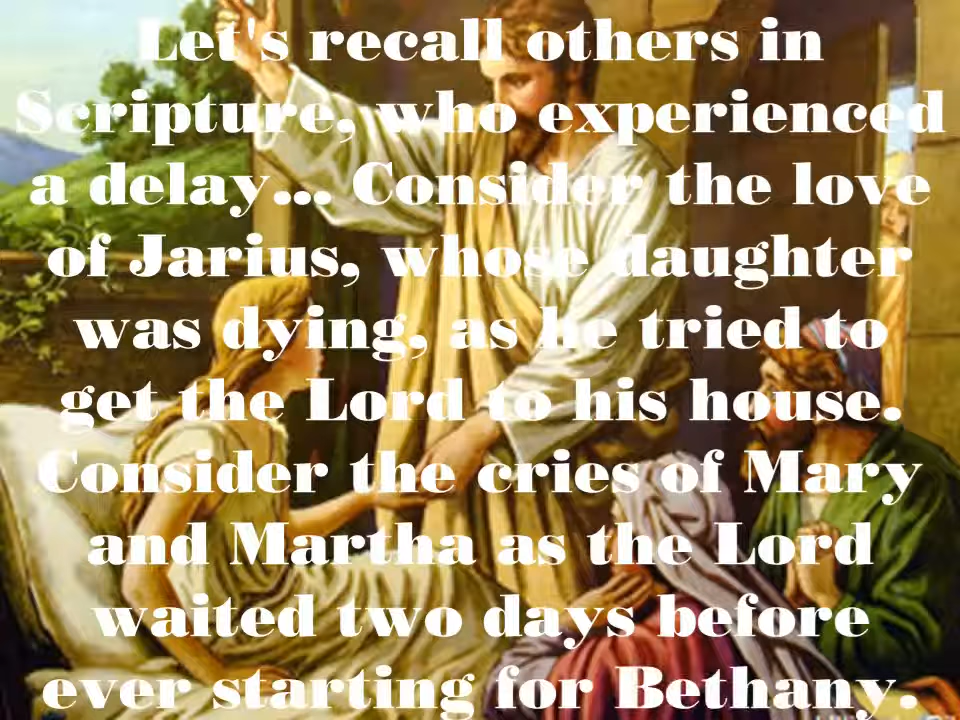 Let's recall others in
Scripture, who experienced
a delay... Consider the love
of Jarius, whose daughter
was dying, as he tried to
get the Lord to his house.
Consider the cries of Mary
and Martha as the Lord
waited two days before
ever starting for Bethany.